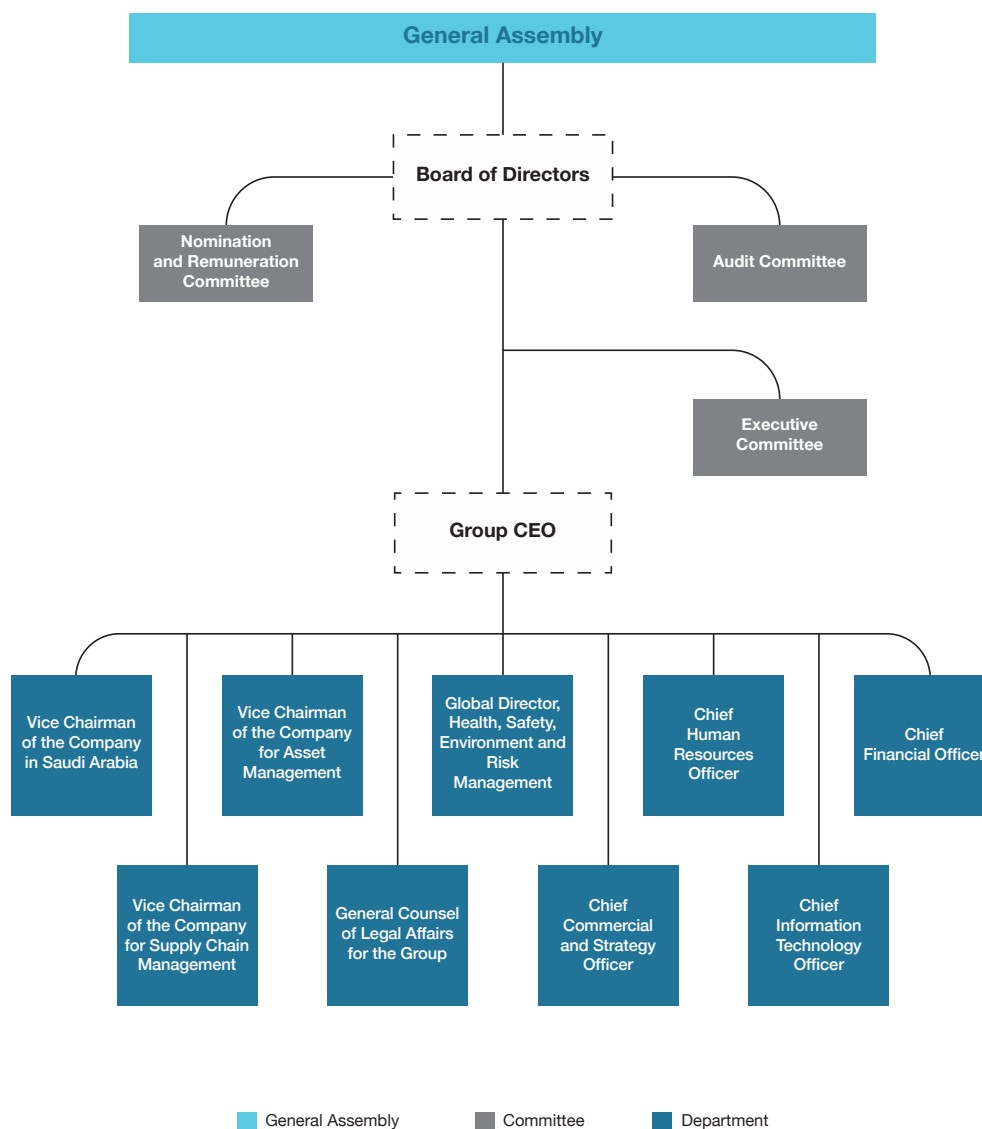 General Assembly
Board of Directors
Nomination
and Remuneration
Committee
Audit Committee
Executive
Committee
Group CEO
Vice Chairman
of the Company
in Saudi Arabia
Vice Chairman
of the Company
for Asset
Management
Global Director,
Health, Safety,
Environment and
Risk
Management
Chief
Human
Resources
Officer
Chief
Financial Officer
Vice Chairman
of the Company
for Supply Chain
Management
General Counsel
of Legal Affairs
for the Group
Chief
Commercial
and Strategy
Officer
Chief
Information
Technology
Officer
General Assembly
Committee
Department